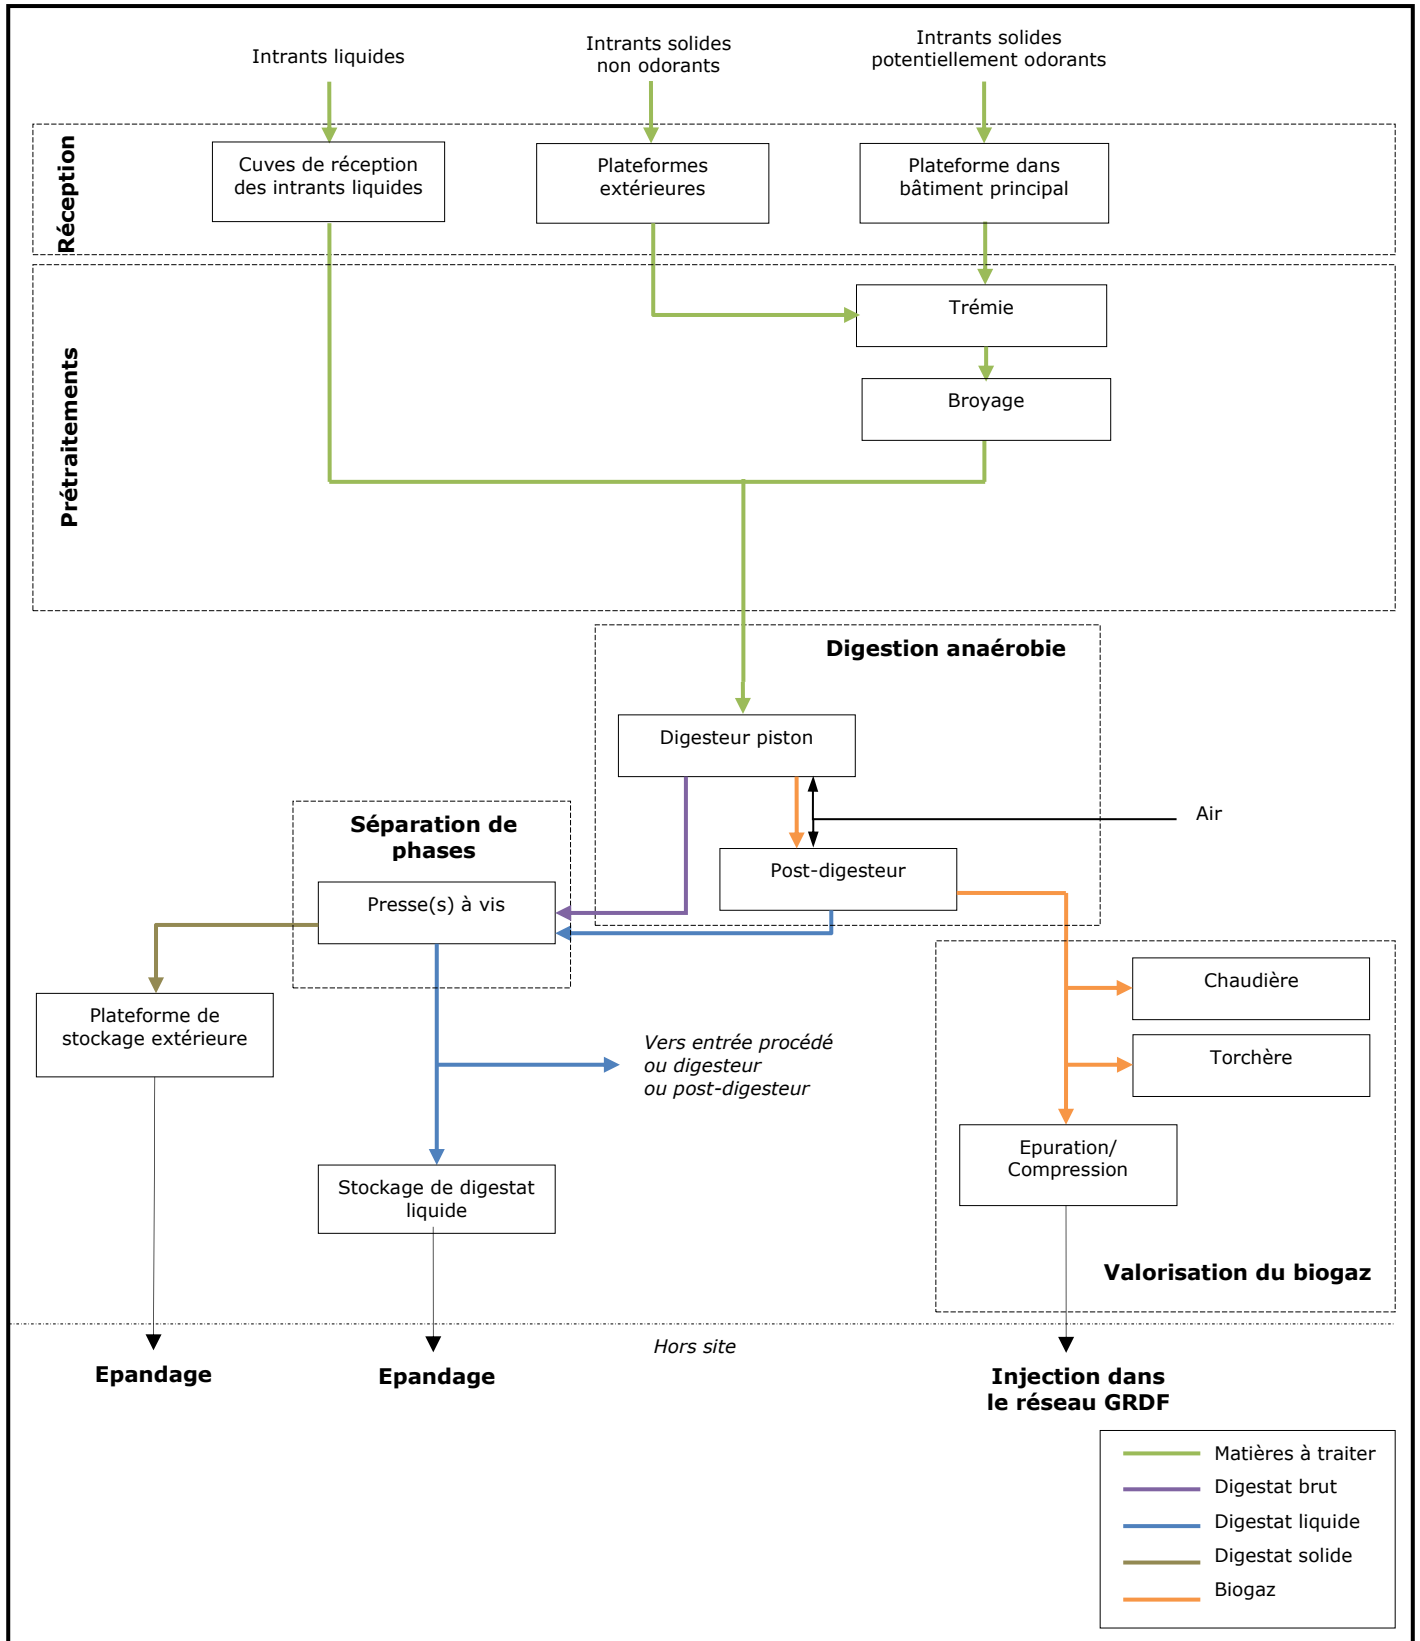 Intrants liquides
Intrants solides
non odorants
Intrants solides
potentiellement odorants
Réception
Cuves de réception
des intrants liquides
Plateformes
extérieures
Plateforme dans
bâtiment principal
Prétraitements
Trémie
Broyage
Digestion anaérobie
Digesteur piston
Air
Séparation de
phases
Post-digesteur
Presse(s) à vis
Chaudière
Plateforme de
stockage extérieure
Vers entrée procédé
ou digesteur
ou post-digesteur
Torchère
Epuration/
Compression
Stockage de digestat
liquide
Valorisation du biogaz
Hors site
Epandage
Epandage
Injection dans
le réseau GRDF
Matières à traiter
Digestat brut
Digestat liquide
Digestat solide
Biogaz